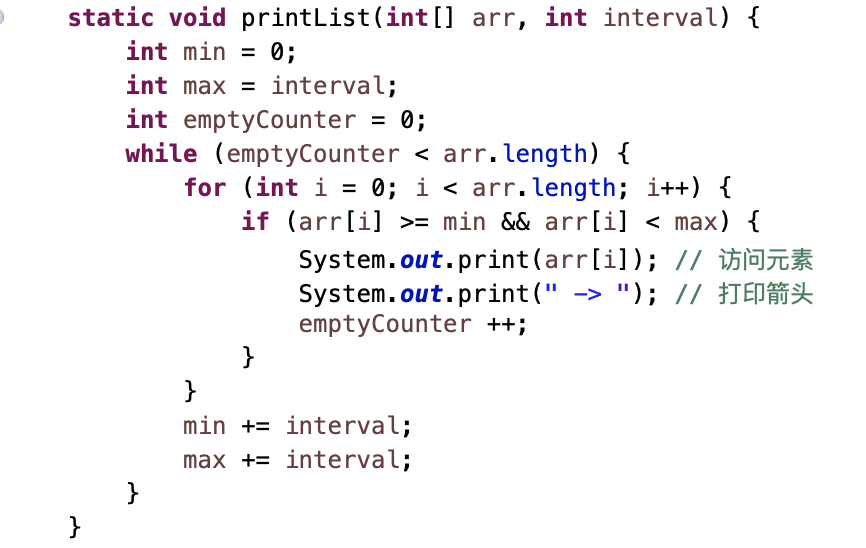 static void printList(int[] arr, int interval) {
    int min = 0;
    int max = interval;
    int emptyCounter = 0;
    while (emptyCounter < arr.length) {
        for (int i = 0; i < arr.length; i++) {
            if (arr[i] >= min && arr[i] < max) {
                System.out.print(arr[i]); // 访问元素
                System.out.print(" -> "); // 打印箭头
                emptyCounter ++;
            }
        }
        min += interval;
        max += interval;
    }
}